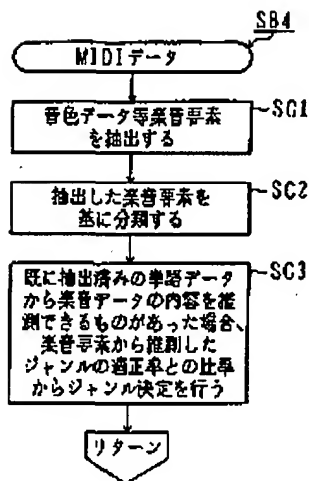 SB4
MIDIデータ
音色データ等楽音要素
を抽出する
SC1
抽出した楽音要素を
基に分類する
SC2
既に抽出済みの単語データ
から楽音データの内容を推
測できるものがあった場合、
楽音要素から推測した
ジャンルの適正率との比率
からジャンル決定を行う
SC3
リターン